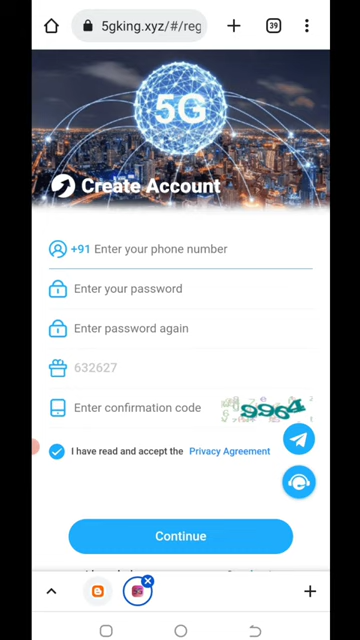 5gking.xyz/#/reg
39
5G
Create Account
+91 Enter your phone number
Enter your password
Enter password again
632627
Enter confirmation code
9964
I have read and accept the Privacy Agreement
Continue